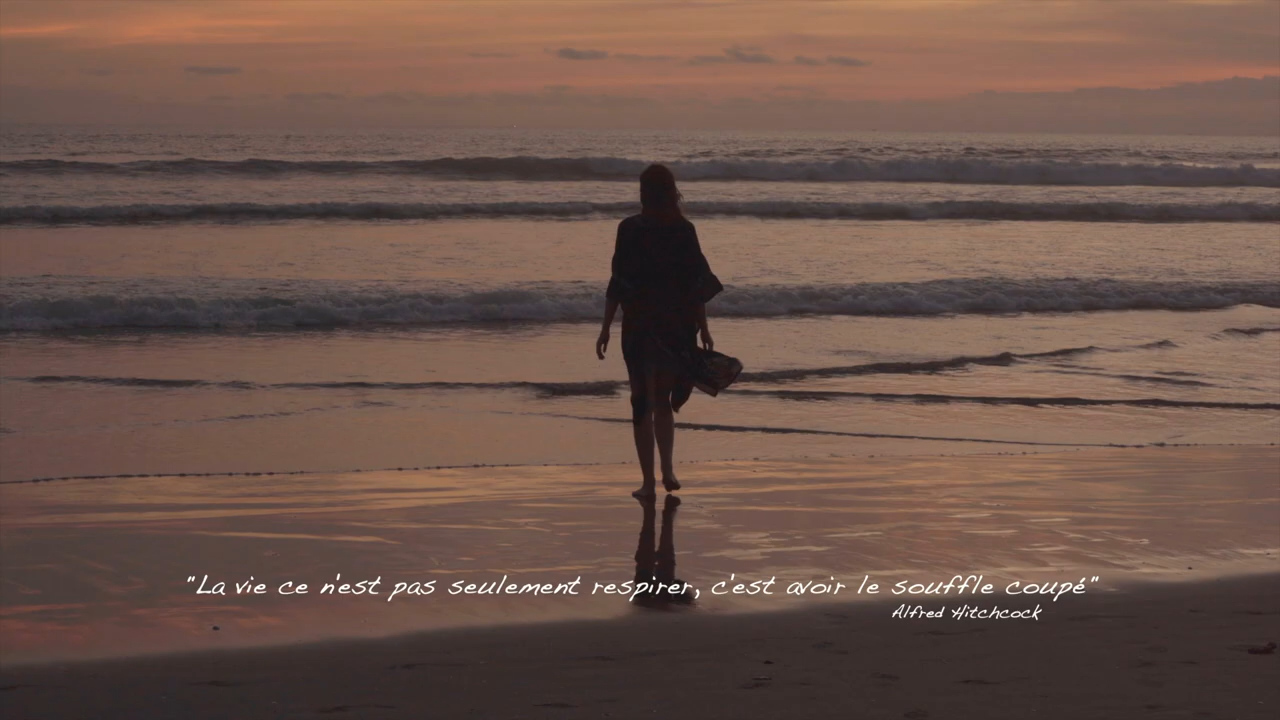 "La vie ce n'est pas seulement respirer, c'est avoir le souffle coupé"
Alfred Hitchcock